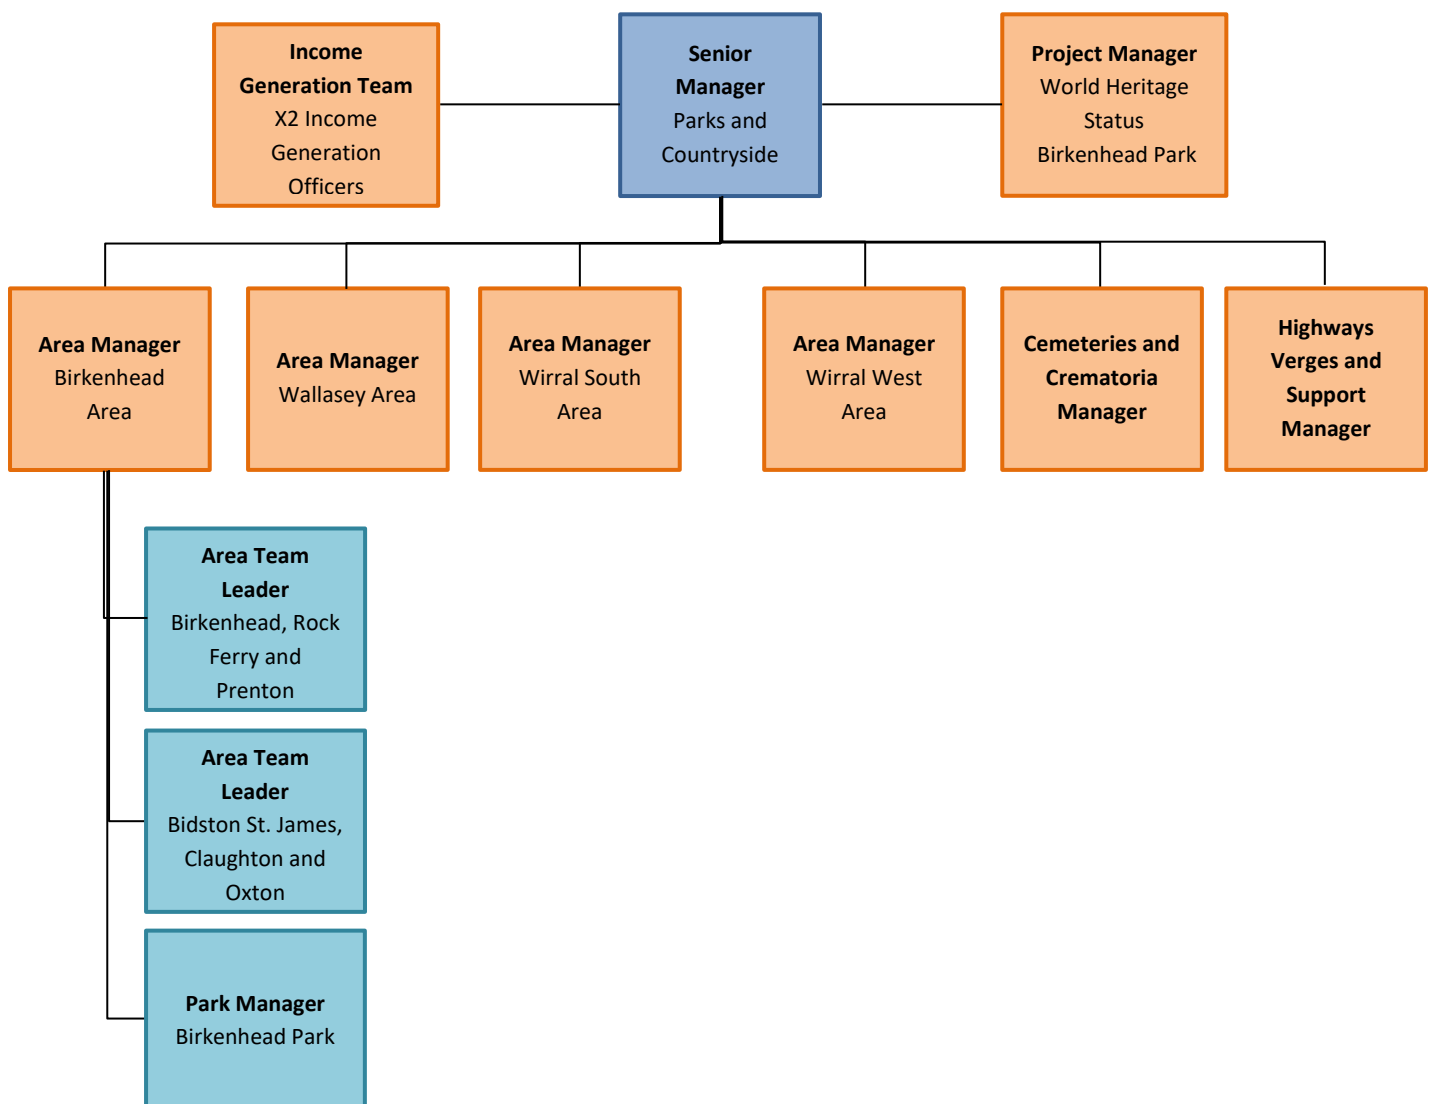 Income
Generation Team
X2 Income
Generation
Officers
Senior
Manager
Parks and
Countryside
Project Manager
World Heritage
Status
Birkenhead Park
Area Manager
Birkenhead
Area
Area Manager
Wallasey Area
Area Manager
Wirral South
Area
Area Manager
Wirral West
Area
Cemeteries and
Crematoria
Manager
Highways
Verges and
Support
Manager
Area Team
Leader
Birkenhead, Rock
Ferry and
Prenton
Area Team
Leader
Bidston St. James,
Claughton and
Oxton
Park Manager
Birkenhead Park